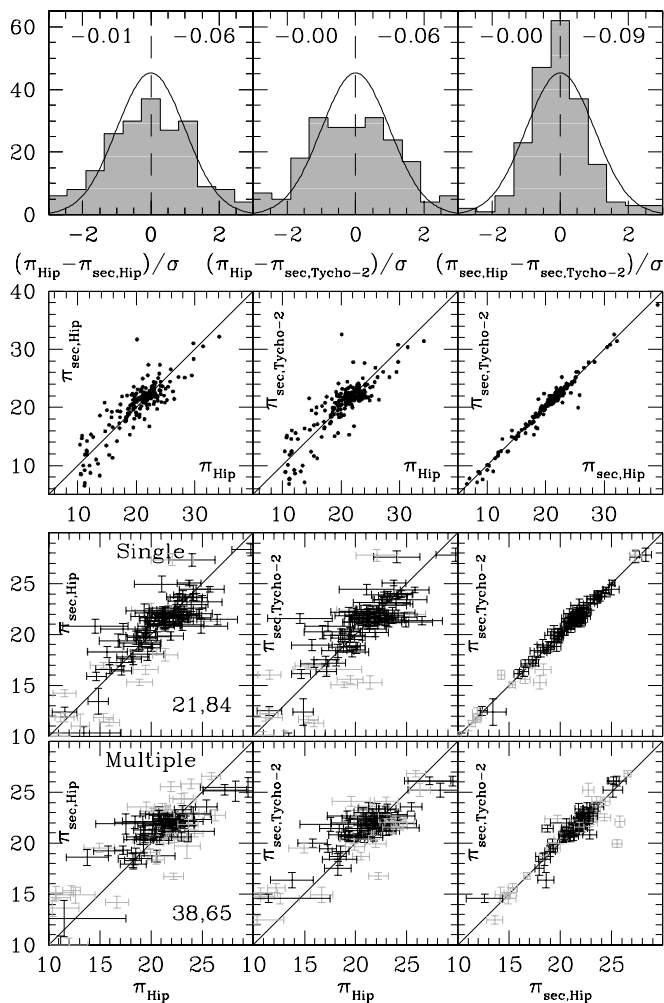 60
40
20
0
−0.01 −0.06
−0.00 −0.06
−0.00 −0.09
−2 0 2
−2 0 2
−2 0 2
(π_Hip−π_sec,Hip)/σ
(π_Hip−π_sec,Tycho−2)/σ
(π_sec,Hip−π_sec,Tycho−2)/σ
40
30
20
10
π_sec,Hip
π_Hip
π_sec,Tycho−2
π_Hip
π_sec,Tycho−2
π_sec,Hip
10 20 30
10 20 30
10 20 30
30
25
20
15
10
Single
π_sec,Hip
21,84
π_sec,Tycho−2
π_sec,Tycho−2
25
20
15
10
Multiple
π_sec,Hip
38,65
π_sec,Tycho−2
π_sec,Tycho−2
10 15 20 25
10 15 20 25
10 15 20 25
π_Hip
π_Hip
π_sec,Hip